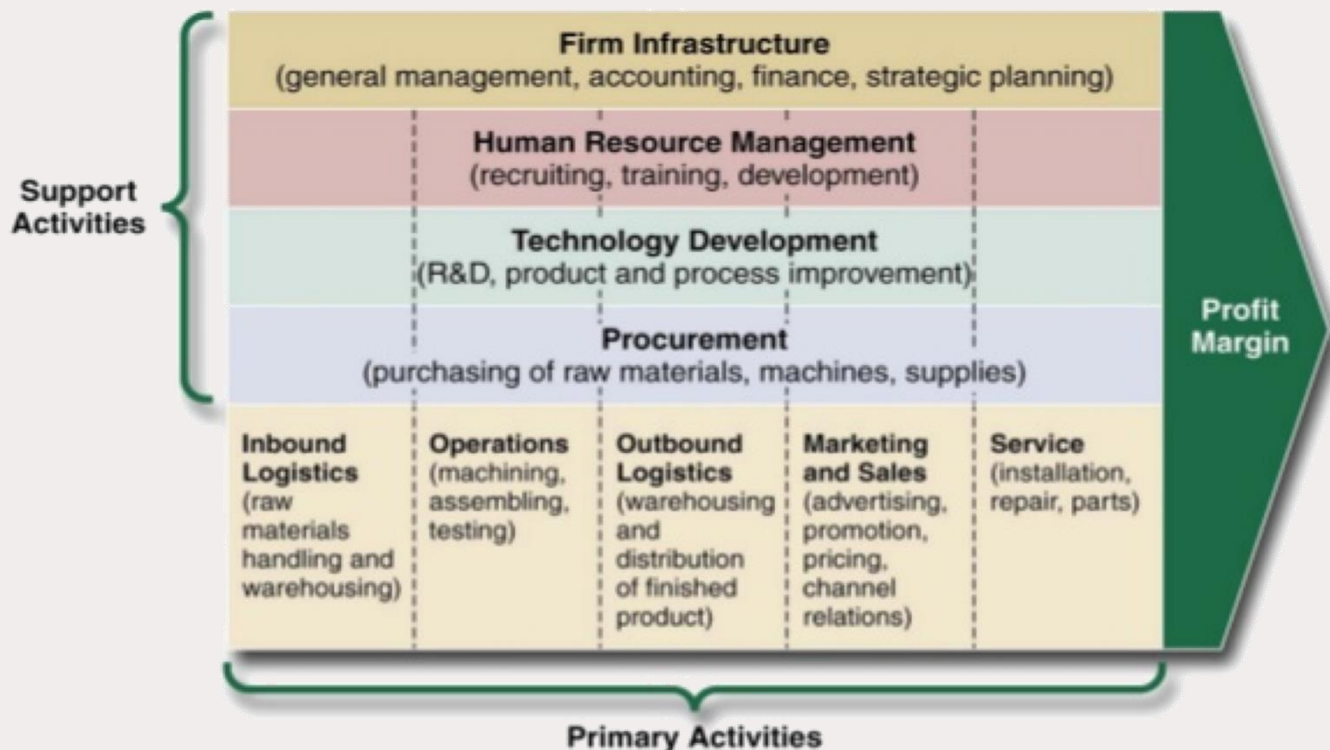 Firm Infrastructure
(general management, accounting, finance, strategic planning)
Human Resource Management
(recruiting, training, development)
Support
Activities
Technology Development
(R&D, product and process improvement)
Procurement
(purchasing of raw materials, machines, supplies)
Profit
Margin
Inbound
Logistics
(raw
materials
handling and
warehousing)
Operations
(machining,
assembling,
testing)
Outbound
Logistics
(warehousing
and
distribution
of finished
product)
Marketing
and Sales
(advertising,
promotion,
pricing,
channel
relations)
Service
(installation,
repair, parts)
Primary Activities